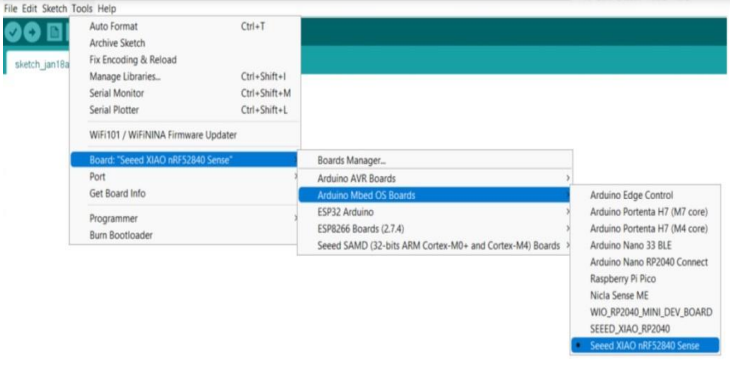 File Edit Sketch Tools Help
sketch_jan18a
Auto Format Ctrl+T
Archive Sketch
Fix Encoding & Reload
Manage Libraries... Ctrl+Shift+I
Serial Monitor Ctrl+Shift+M
Serial Plotter Ctrl+Shift+L
WiFi101 / WiFiNINA Firmware Updater
Board: "Seeed XIAO nRF52840 Sense"
Port
Get Board Info
Programmer
Burn Bootloader
Boards Manager...
Arduino AVR Boards
Arduino Mbed OS Boards
ESP32 Arduino
ESP8266 Boards (2.7.4)
Seeed SAMD (32-bits ARM Cortex-M0+ and Cortex-M4) Boards
Arduino Edge Control
Arduino Portenta H7 (M7 core)
Arduino Portenta H7 (M4 core)
Arduino Nano 33 BLE
Arduino Nano RP2040 Connect
Raspberry Pi Pico
Nicla Sense ME
WIO_RP2040_MINI_DEV_BOARD
SEEED_XIAO_RP2040
Seeed XIAO nRF52840 Sense